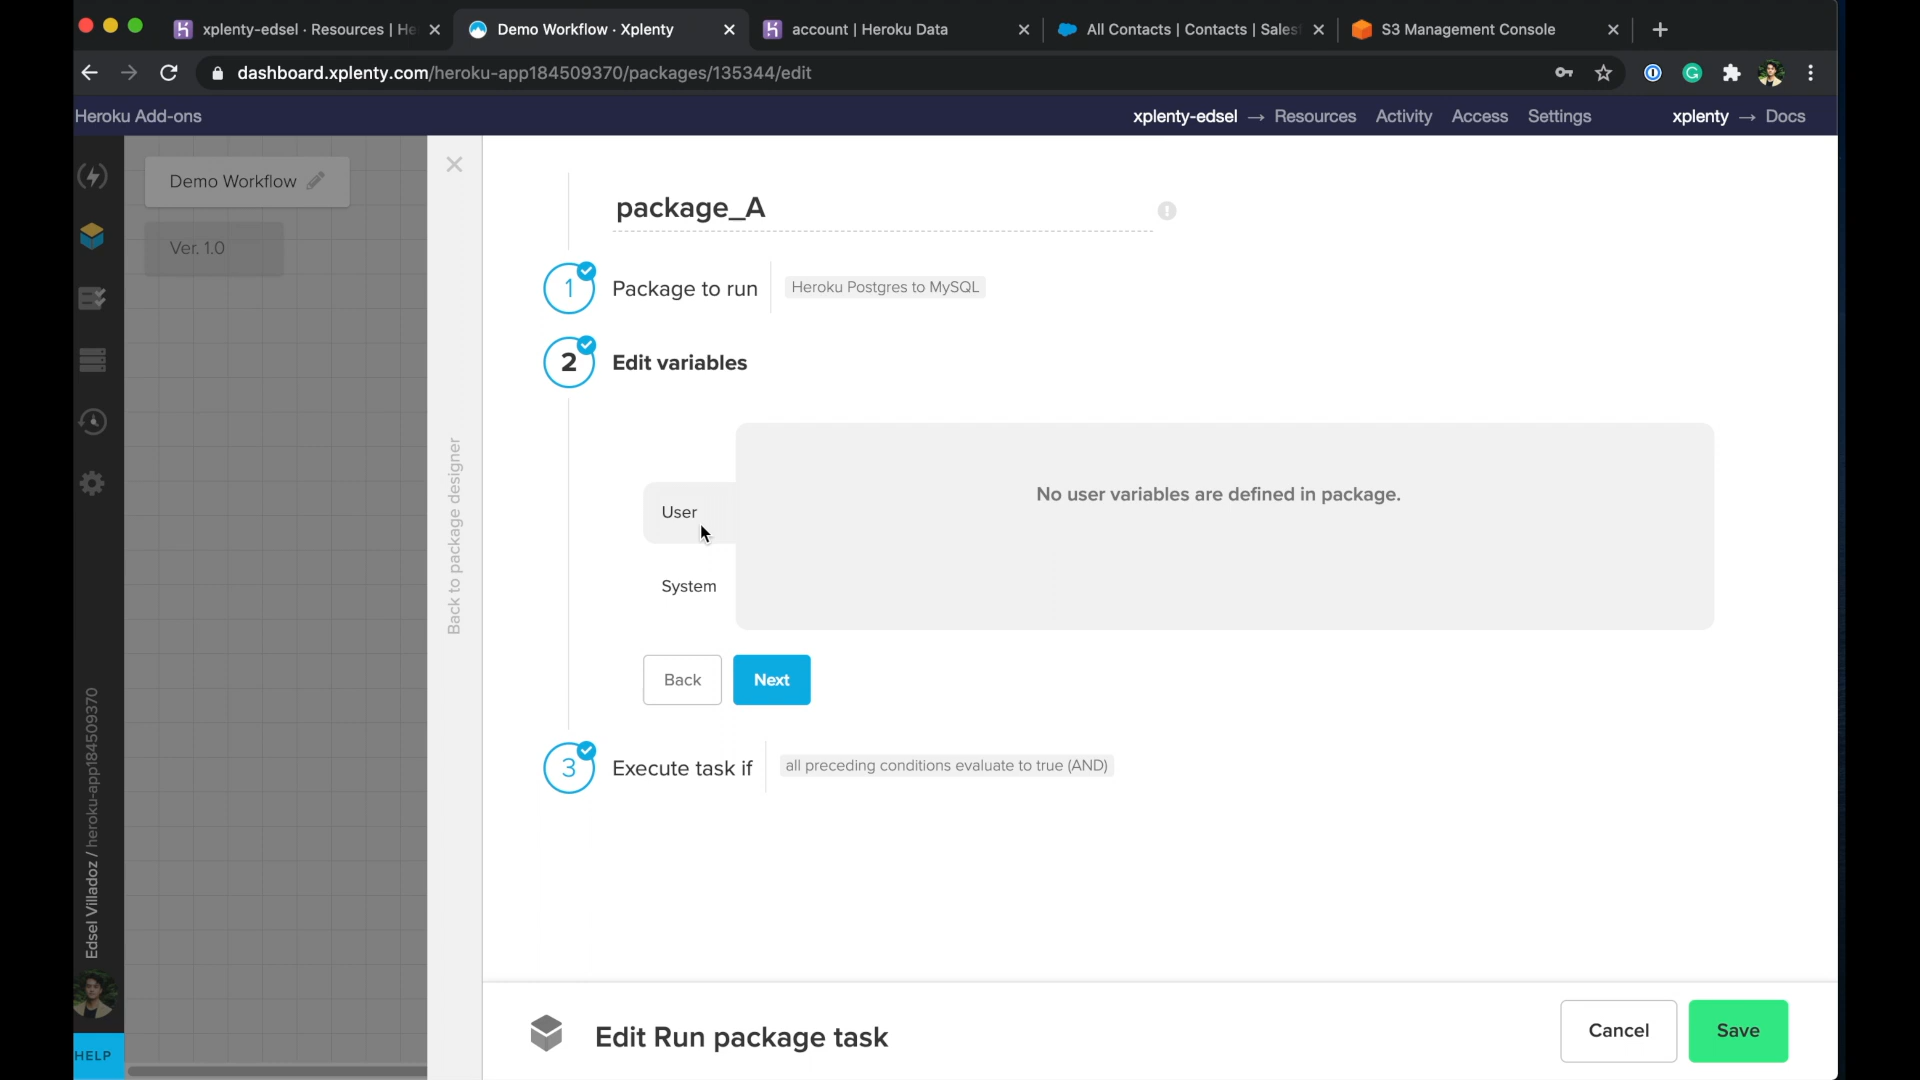 xplenty-edsel · Resources | He
Demo Workflow · Xplenty
account | Heroku Data
All Contacts | Contacts | Sales
S3 Management Console
dashboard.xplenty.com/heroku-app184509370/packages/135344/edit
Heroku Add-ons
xplenty-edsel → Resources Activity Access Settings
xplenty → Docs
Demo Workflow
Ver. 1.0
package_A
1 Package to run
Heroku Postgres to MySQL
2 Edit variables
No user variables are defined in package.
User
System
Back to package designer
Back
Next
3 Execute task if
all preceding conditions evaluate to true (AND)
Edsel Villadoz / heroku-app184509370
Edit Run package task
Cancel
Save
HELP